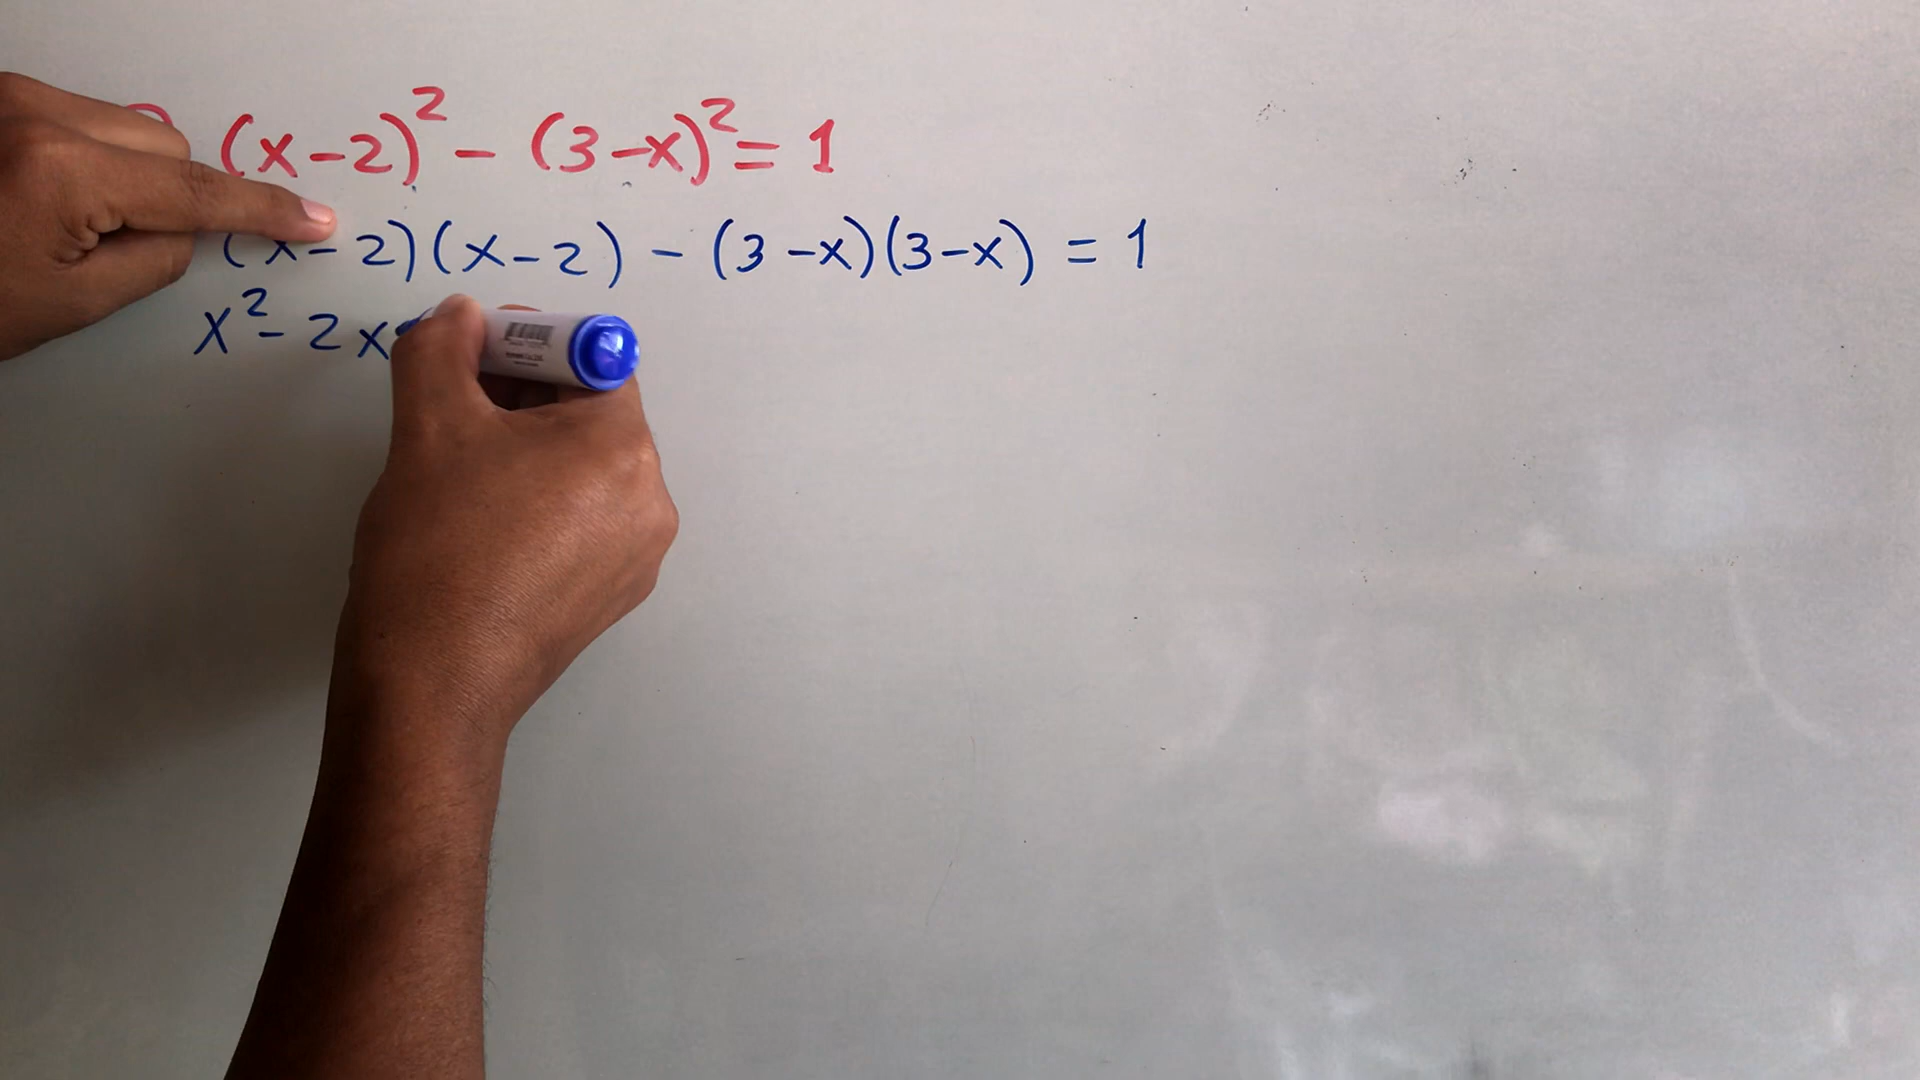 (x-2)² - (3-x)² = 1
(x-2)(x-2) - (3-x)(3-x) = 1
x² - 2x